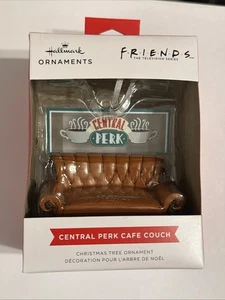 Hallmark
ORNAMENTS
F·R·I·E·N·D·S
THE TELEVISION SERIES
CENTRAL
PERK
CENTRAL PERK CAFE COUCH
CHRISTMAS TREE ORNAMENT
DÉCORATION POUR L'ARBRE DE NOËL